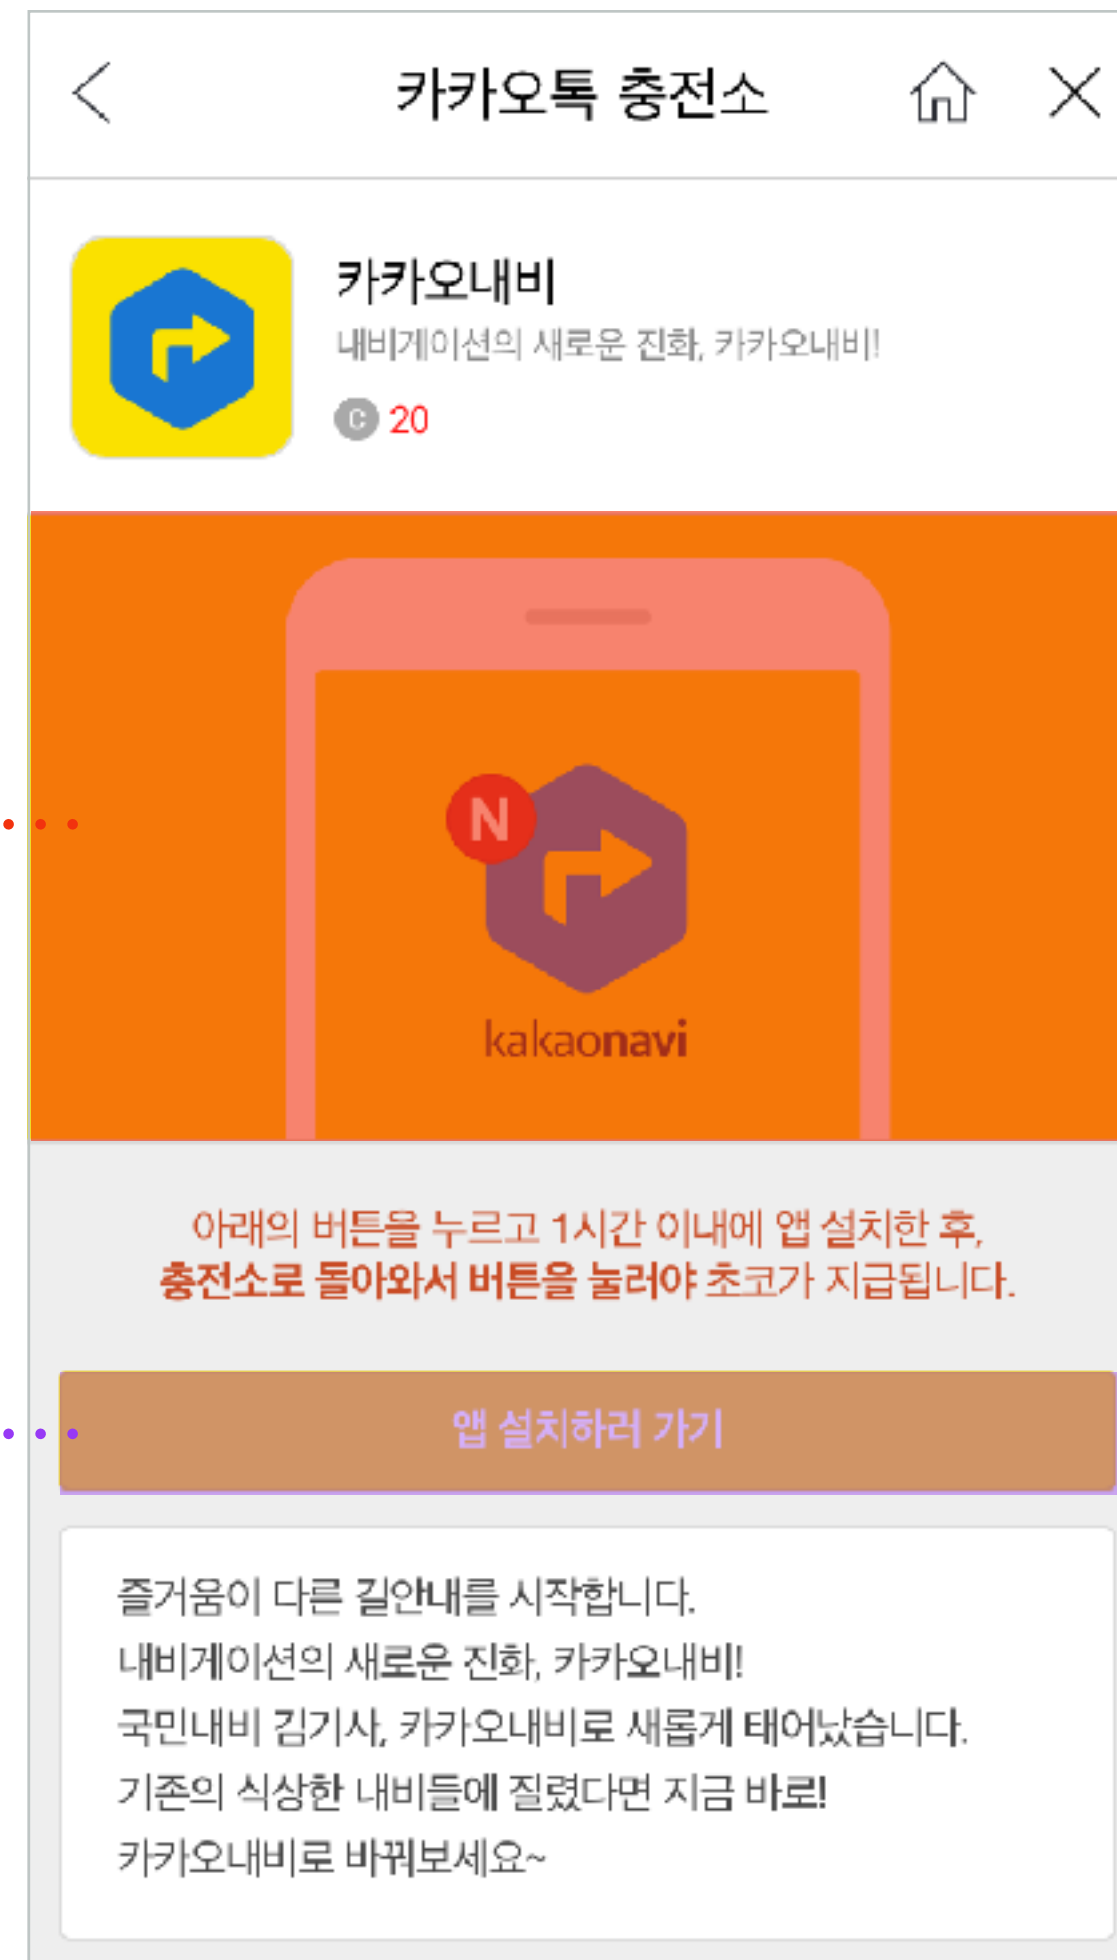 카카오톡 충전소
카카오내비
내비게이션의 새로운 진화, 카카오내비!
C 20
N
kakaonavi
아래의 버튼을 누르고 1시간 이내에 앱 설치한 후,
충전소로 돌아와서 버튼을 눌러야 초코가 지급됩니다.
앱 설치하러 가기
즐거움이 다른 길안내를 시작합니다.
내비게이션의 새로운 진화, 카카오내비!
국민내비 김기사, 카카오내비로 새롭게 태어났습니다.
기존의 식상한 내비들에 질렸다면 지금 바로!
카카오내비로 바꿔보세요~